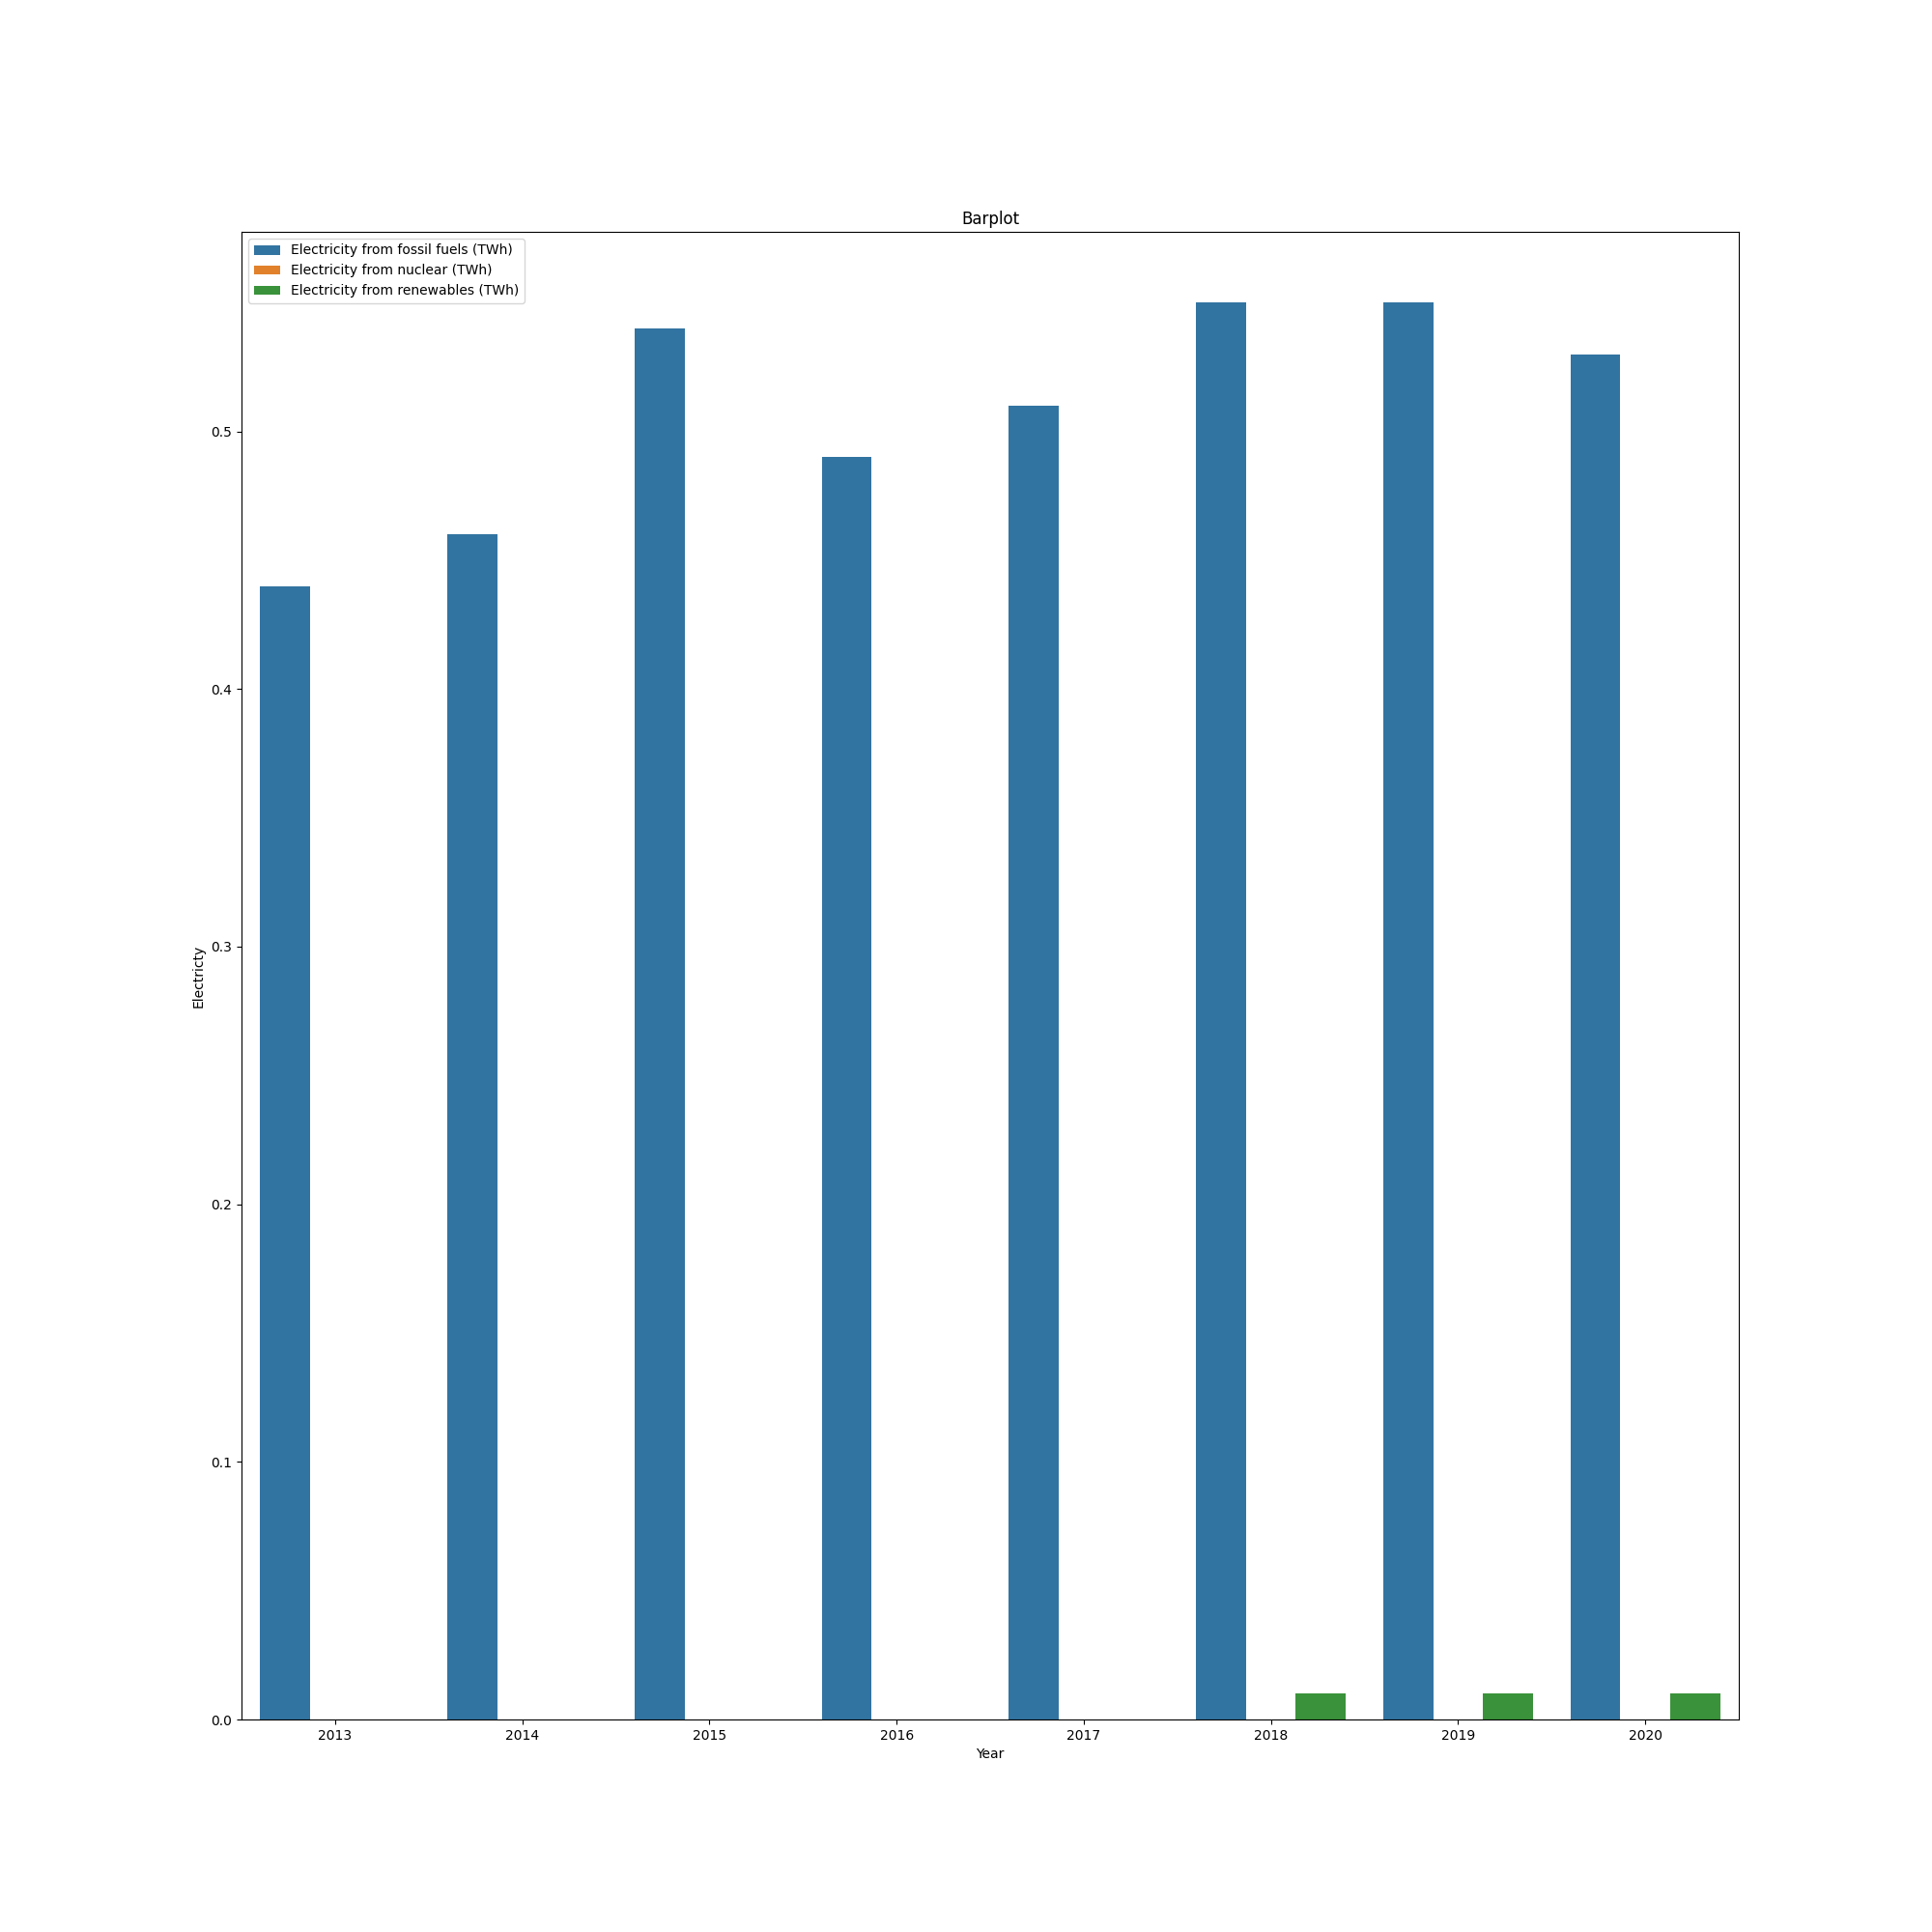 Barplot
Electricity from fossil fuels (TWh)
Electricity from nuclear (TWh)
Electricity from renewables (TWh)
0.5
0.4
0.3
0.2
0.1
0.0
Electricty
2013 2014 2015 2016 2017 2018 2019 2020
Year